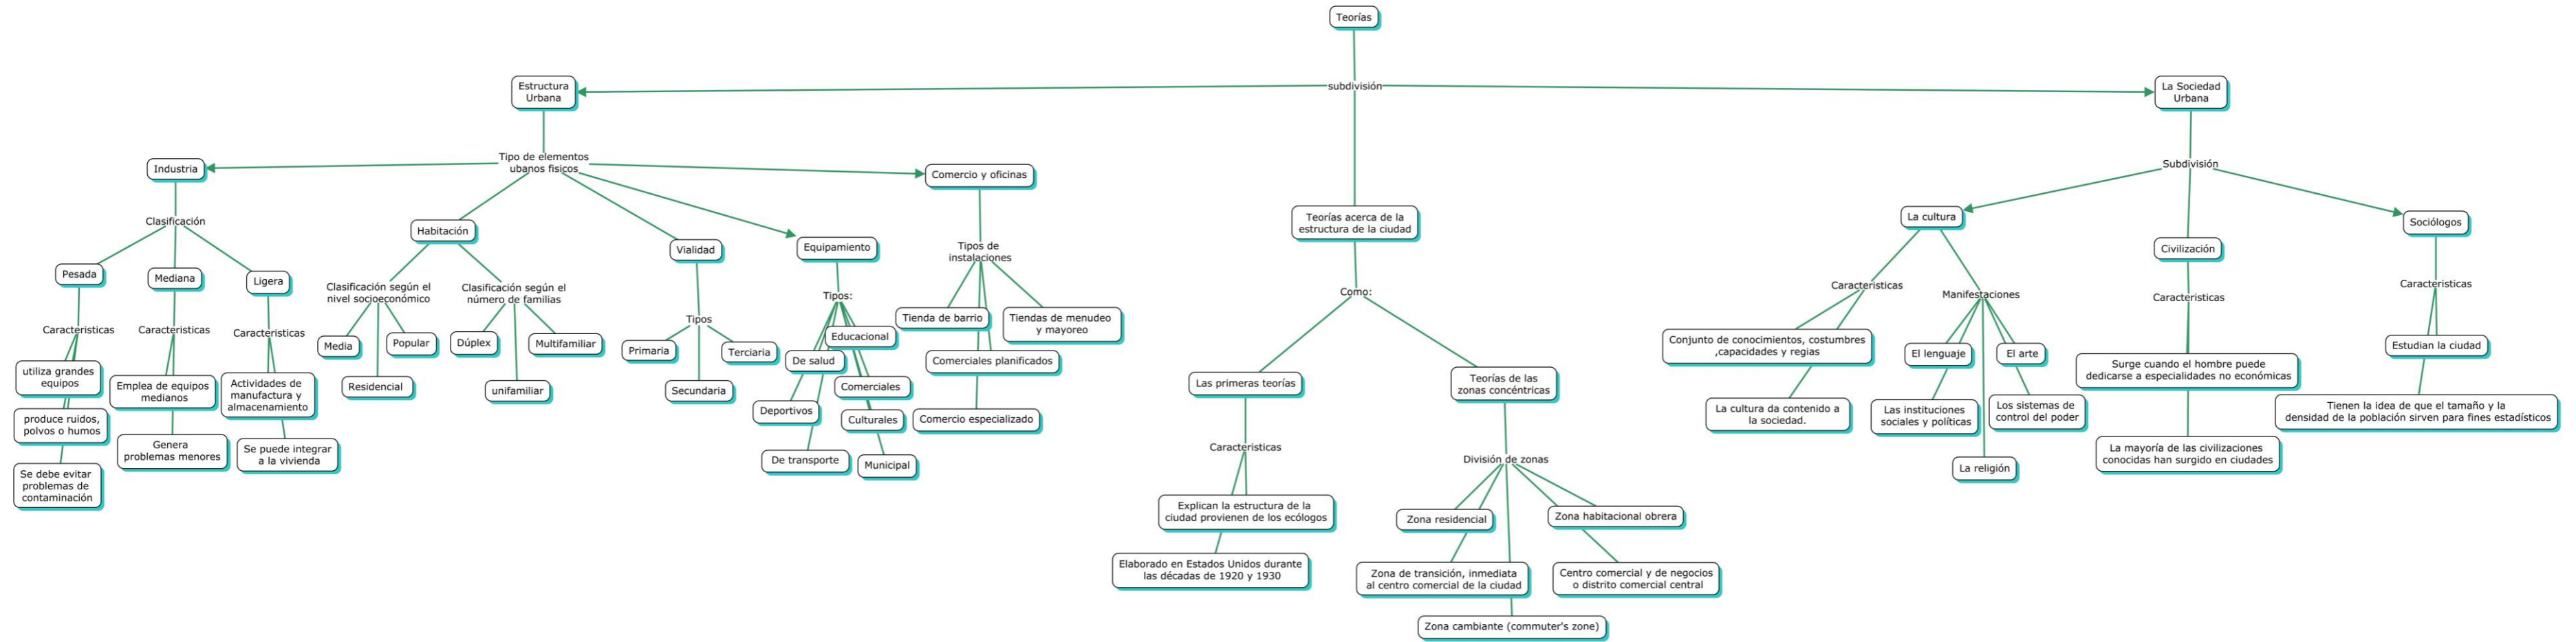 Teorías
subdivisión
Estructura
Urbana
Tipo de elementos
ubanos fisicos
Industria
Clasificación
Pesada
Caracteristicas
utiliza grandes
equipos
produce ruidos,
polvos o humos
Se debe evitar
problemas de
contaminación
Mediana
Caracteristicas
Emplea de equipos
medianos
Genera
problemas menores
Ligera
Caracteristicas
Actividades de
manufactura y
almacenamiento
Se puede integrar
a la vivienda
Habitación
Clasificación según el
nivel socioeconómico
Media
Residencial
Popular
Clasificación según el
número de familias
Dúplex
unifamiliar
Multifamiliar
Vialidad
Tipos
Primaria
Secundaria
Terciaria
Equipamiento
Tipos:
Educacional
De salud
Comerciales
Deportivos
Culturales
De transporte
Municipal
Comercio y oficinas
Tipos de
instalaciones
Tienda de barrio
Tiendas de menudeo
y mayoreo
Comerciales planificados
Comercio especializado
Teorías acerca de la
estructura de la ciudad
Como:
Las primeras teorías
Caracteristicas
Explican la estructura de la
ciudad provienen de los ecólogos
Elaborado en Estados Unidos durante
las décadas de 1920 y 1930
Teorías de las
zonas concéntricas
División de zonas
Zona residencial
Zona habitacional obrera
Zona de transición, inmediata
al centro comercial de la ciudad
Centro comercial y de negocios
o distrito comercial central
Zona cambiante (commuter's zone)
La Sociedad
Urbana
Subdivisión
La cultura
Caracteristicas
Conjunto de conocimientos, costumbres
,capacidades y regias
La cultura da contenido a
la sociedad.
Manifestaciones
El lenguaje
El arte
Las instituciones
sociales y políticas
Los sistemas de
control del poder
La religión
Civilización
Caracteristicas
Surge cuando el hombre puede
dedicarse a especialidades no económicas
La mayoría de las civilizaciones
conocidas han surgido en ciudades
Sociólogos
Caracteristicas
Estudian la ciudad
Tienen la idea de que el tamaño y la
densidad de la población sirven para fines estadísticos